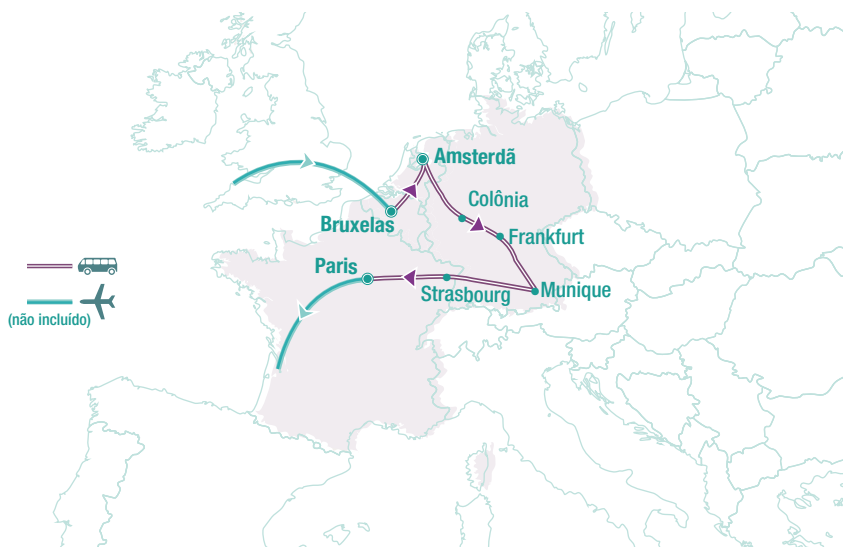 Amsterdã
Colônia
Bruxelas
Frankfurt
Paris
Strasbourg
Munique
(não incluído)